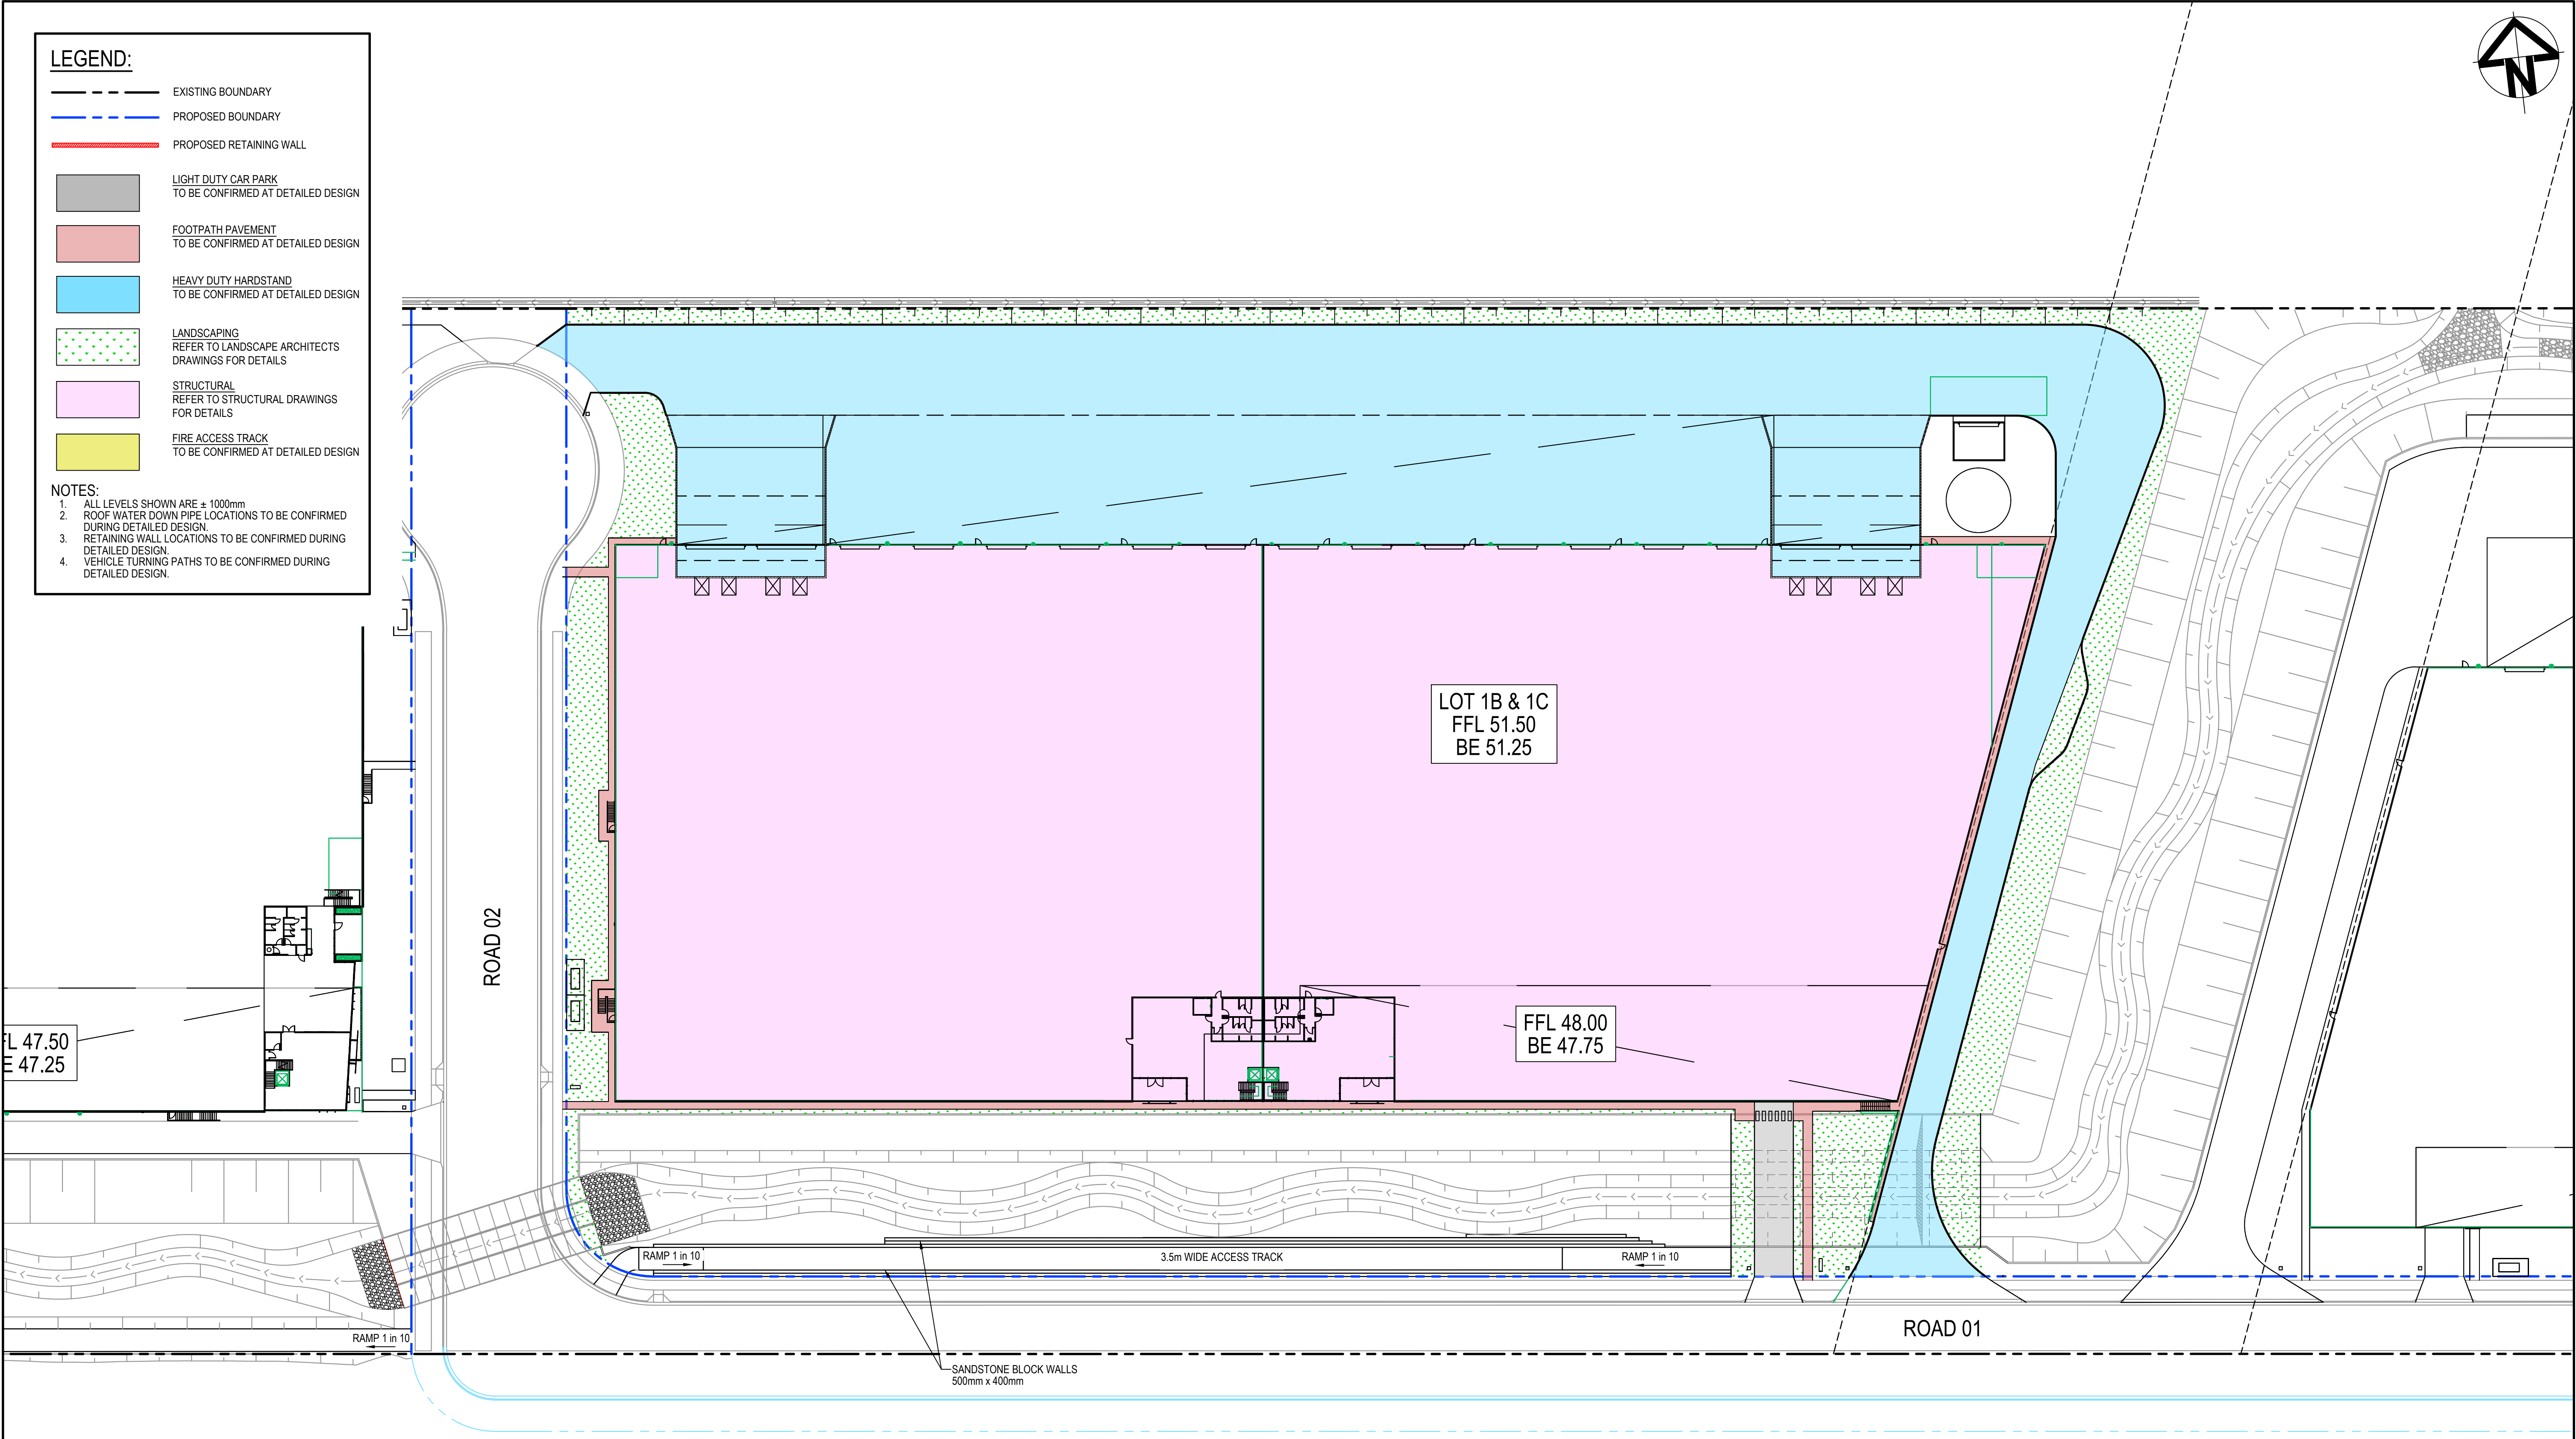 LEGEND:
EXISTING BOUNDARY
PROPOSED BOUNDARY
PROPOSED RETAINING WALL
LIGHT DUTY CAR PARK
TO BE CONFIRMED AT DETAILED DESIGN
FOOTPATH PAVEMENT
TO BE CONFIRMED AT DETAILED DESIGN
HEAVY DUTY HARDSTAND
TO BE CONFIRMED AT DETAILED DESIGN
LANDSCAPING
REFER TO LANDSCAPE ARCHITECTS
DRAWINGS FOR DETAILS
STRUCTURAL
REFER TO STRUCTURAL DRAWINGS
FOR DETAILS
FIRE ACCESS TRACK
TO BE CONFIRMED AT DETAILED DESIGN
NOTES:
1. ALL LEVELS SHOWN ARE ± 1000mm
2. ROOF WATER DOWN PIPE LOCATIONS TO BE CONFIRMED
DURING DETAILED DESIGN.
3. RETAINING WALL LOCATIONS TO BE CONFIRMED DURING
DETAILED DESIGN.
4. VEHICLE TURNING PATHS TO BE CONFIRMED DURING
DETAILED DESIGN.
N
LOT 1B & 1C
FFL 51.50
BE 51.25
ROAD 02
FFL 48.00
BE 47.75
FL 47.50
E 47.25
RAMP 1 in 10
3.5m WIDE ACCESS TRACK
RAMP 1 in 10
RAMP 1 in 10
ROAD 01
SANDSTONE BLOCK WALLS
500mm x 400mm